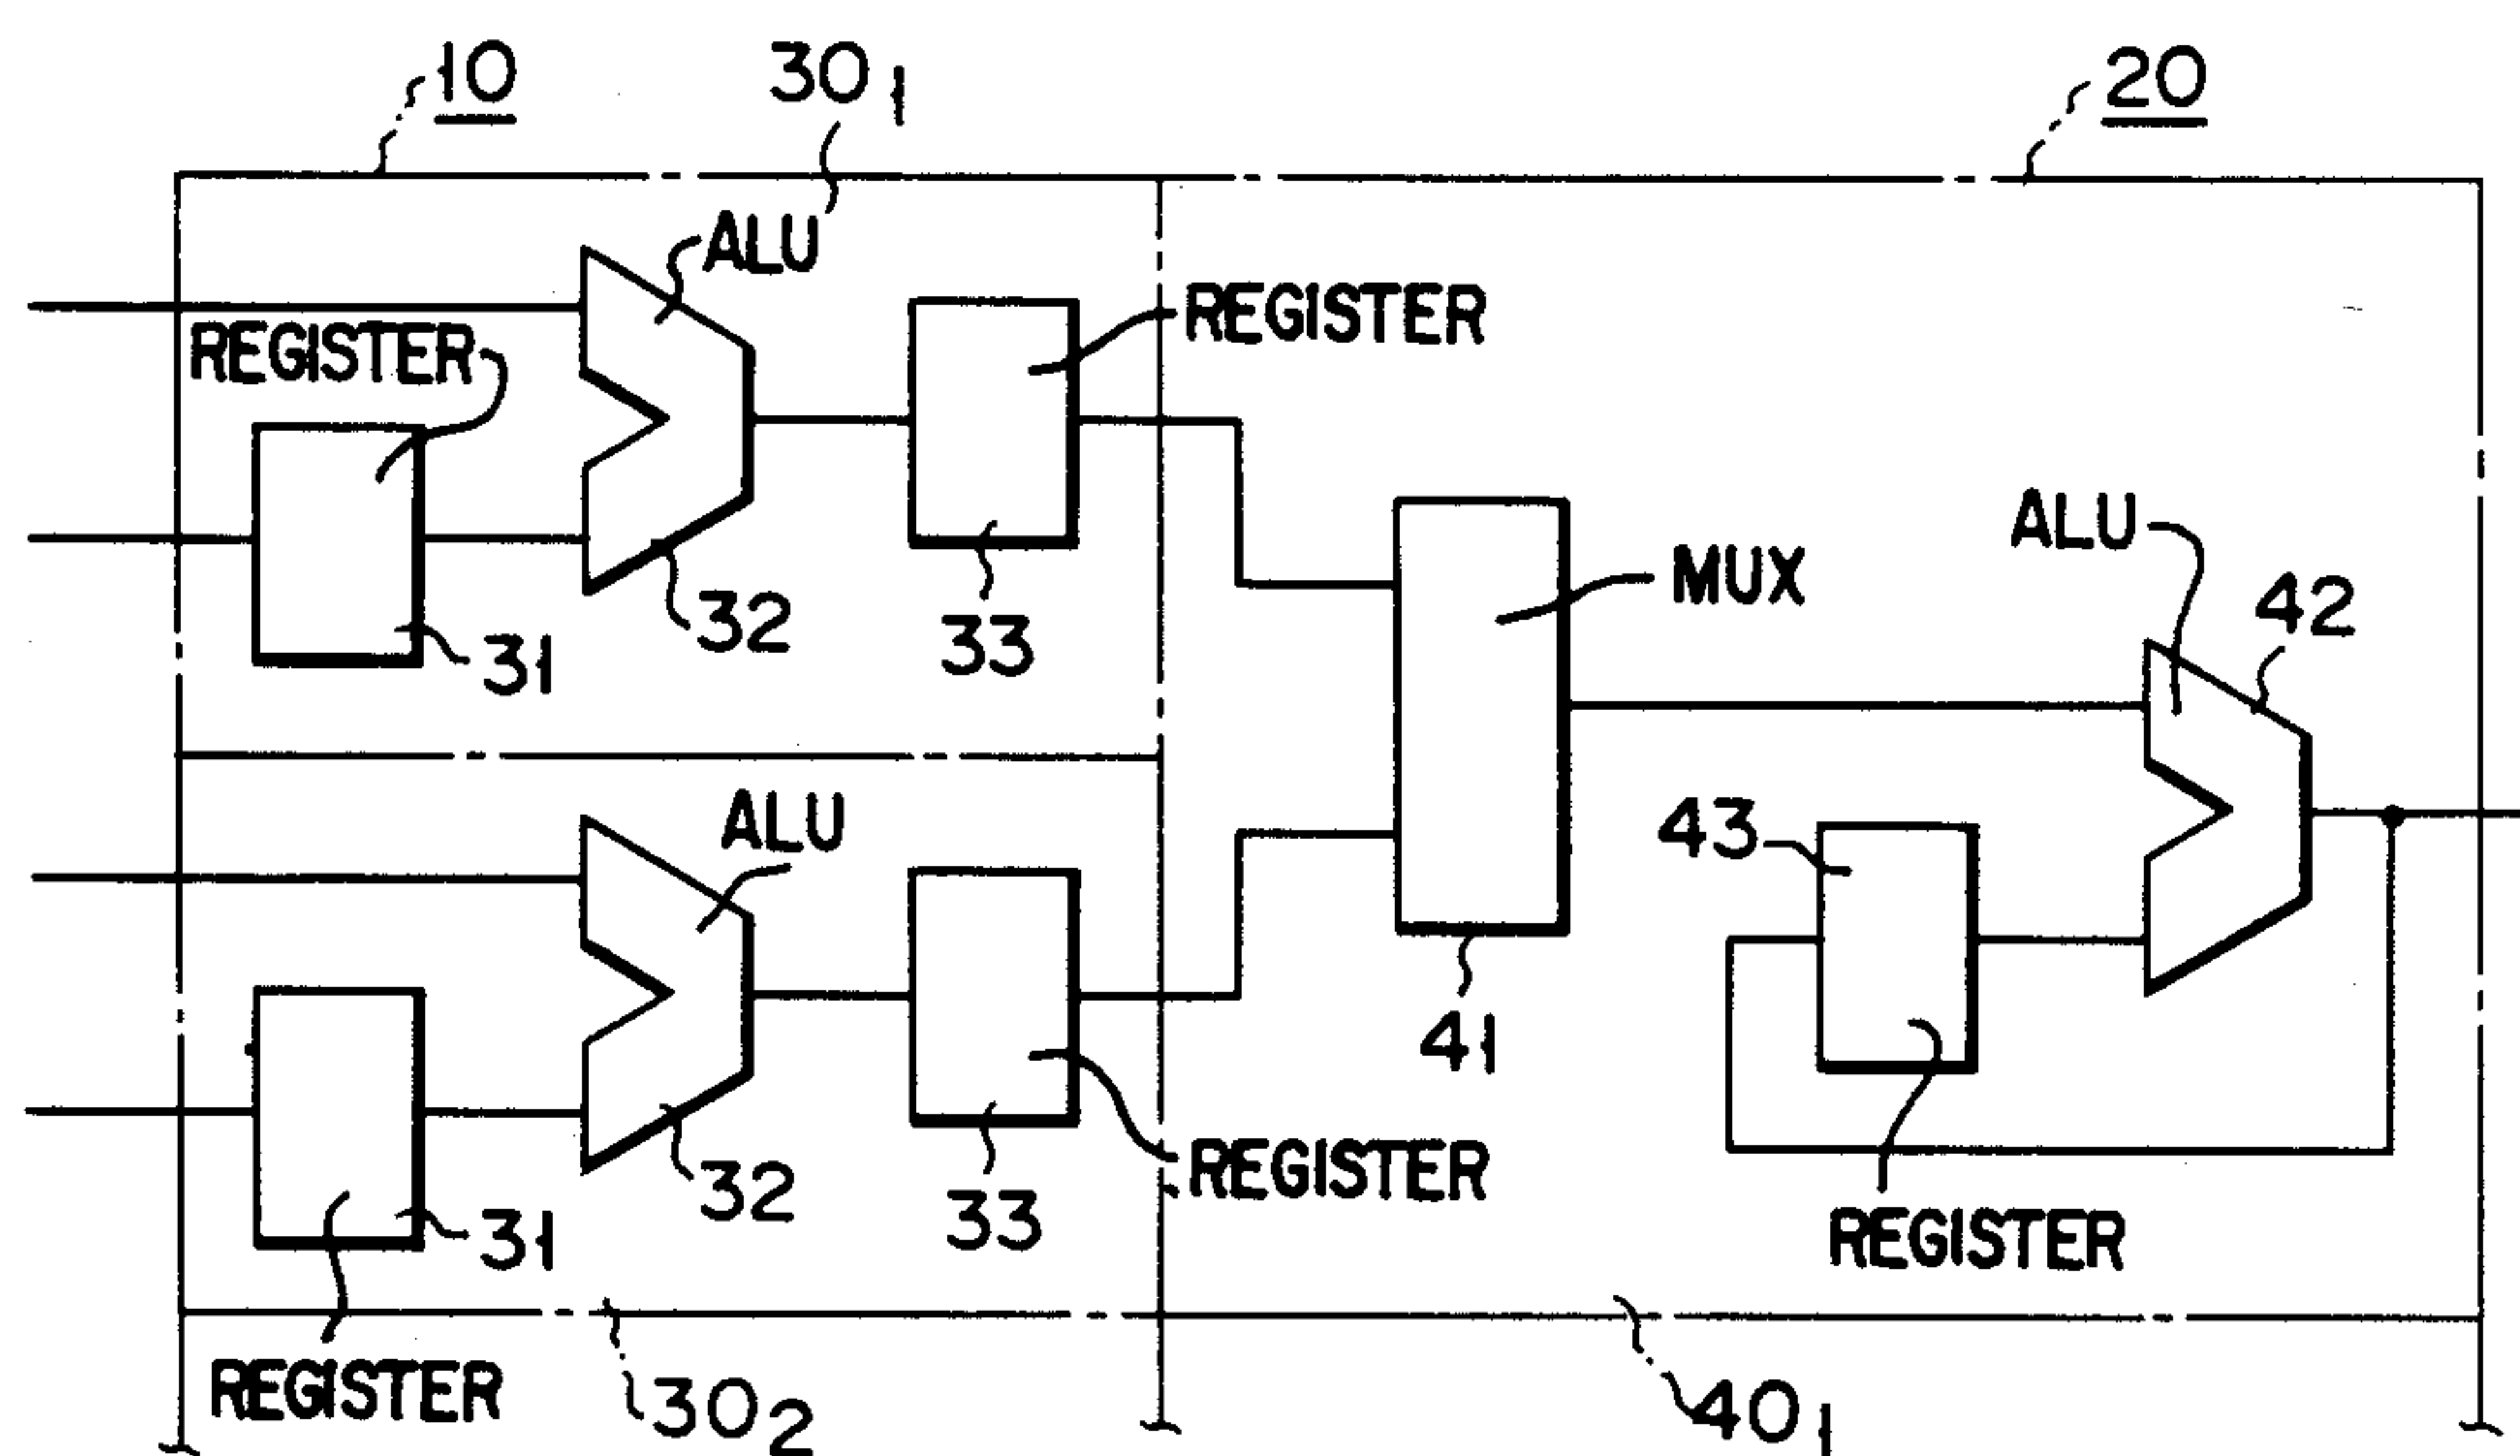 10
30₁
20
ALU
REGISTER
REGISTER
ALU
MUX
42
32
33
31
ALU
43
41
REGISTER
32
33
31
REGISTER
REGISTER
30₂
40₁